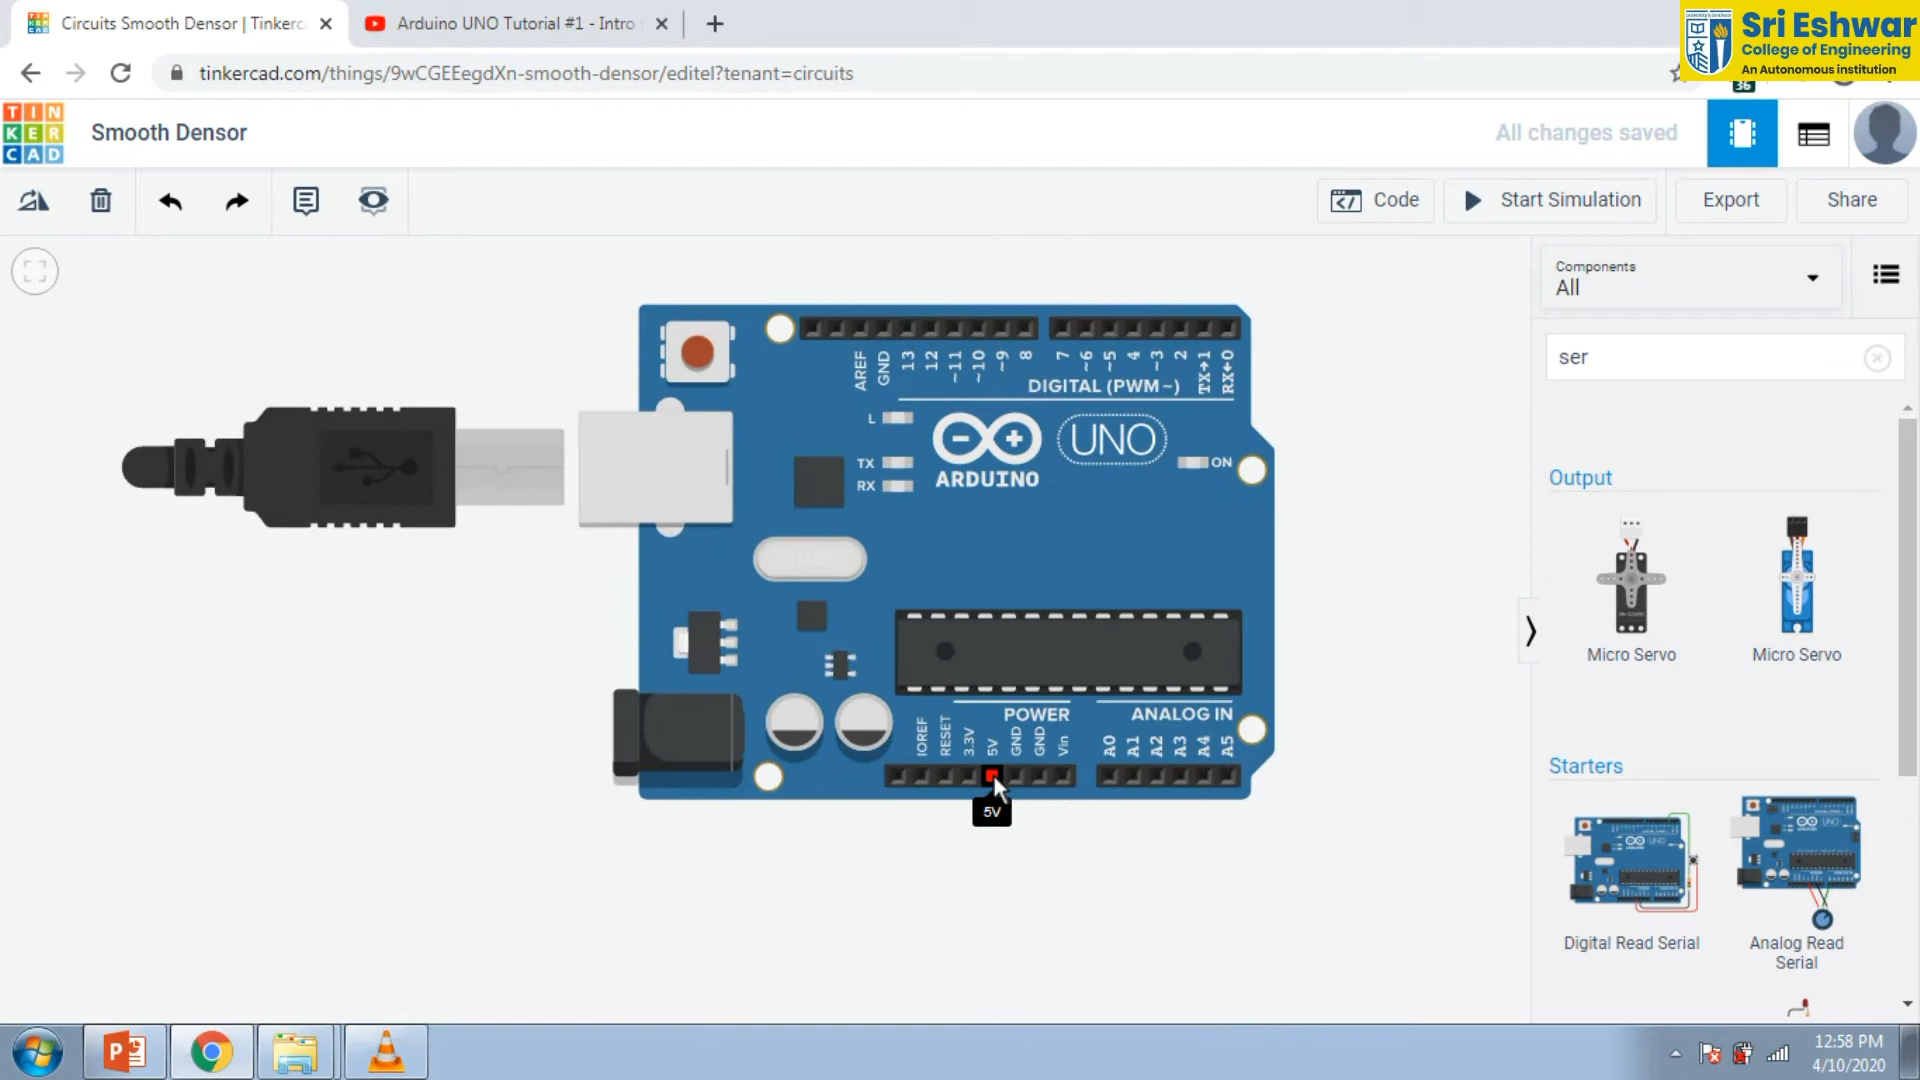 Circuits Smooth Densor | Tinkerc
Arduino UNO Tutorial #1 - Intro
Sri Eshwar
College of Engineering
An Autonomous institution
tinkercad.com/things/9wCGEEegdXn-smooth-densor/editel?tenant=circuits
36
TIN
KER
CAD
Smooth Densor
All changes saved
Code
Start Simulation
Export
Share
Components
All
ser
AREF
GND
13
12
~11
~10
~9
8
7
~6
~5
4
~3
2
TX→1
RX←0
DIGITAL (PWM~)
L
TX
RX
ARDUINO
UNO
ON
Output
Micro Servo
Micro Servo
POWER
ANALOG IN
IOREF
RESET
3.3V
5V
GND
GND
Vin
A0
A1
A2
A3
A4
A5
5V
Starters
Digital Read Serial
Analog Read
Serial
12:58 PM
4/10/2020